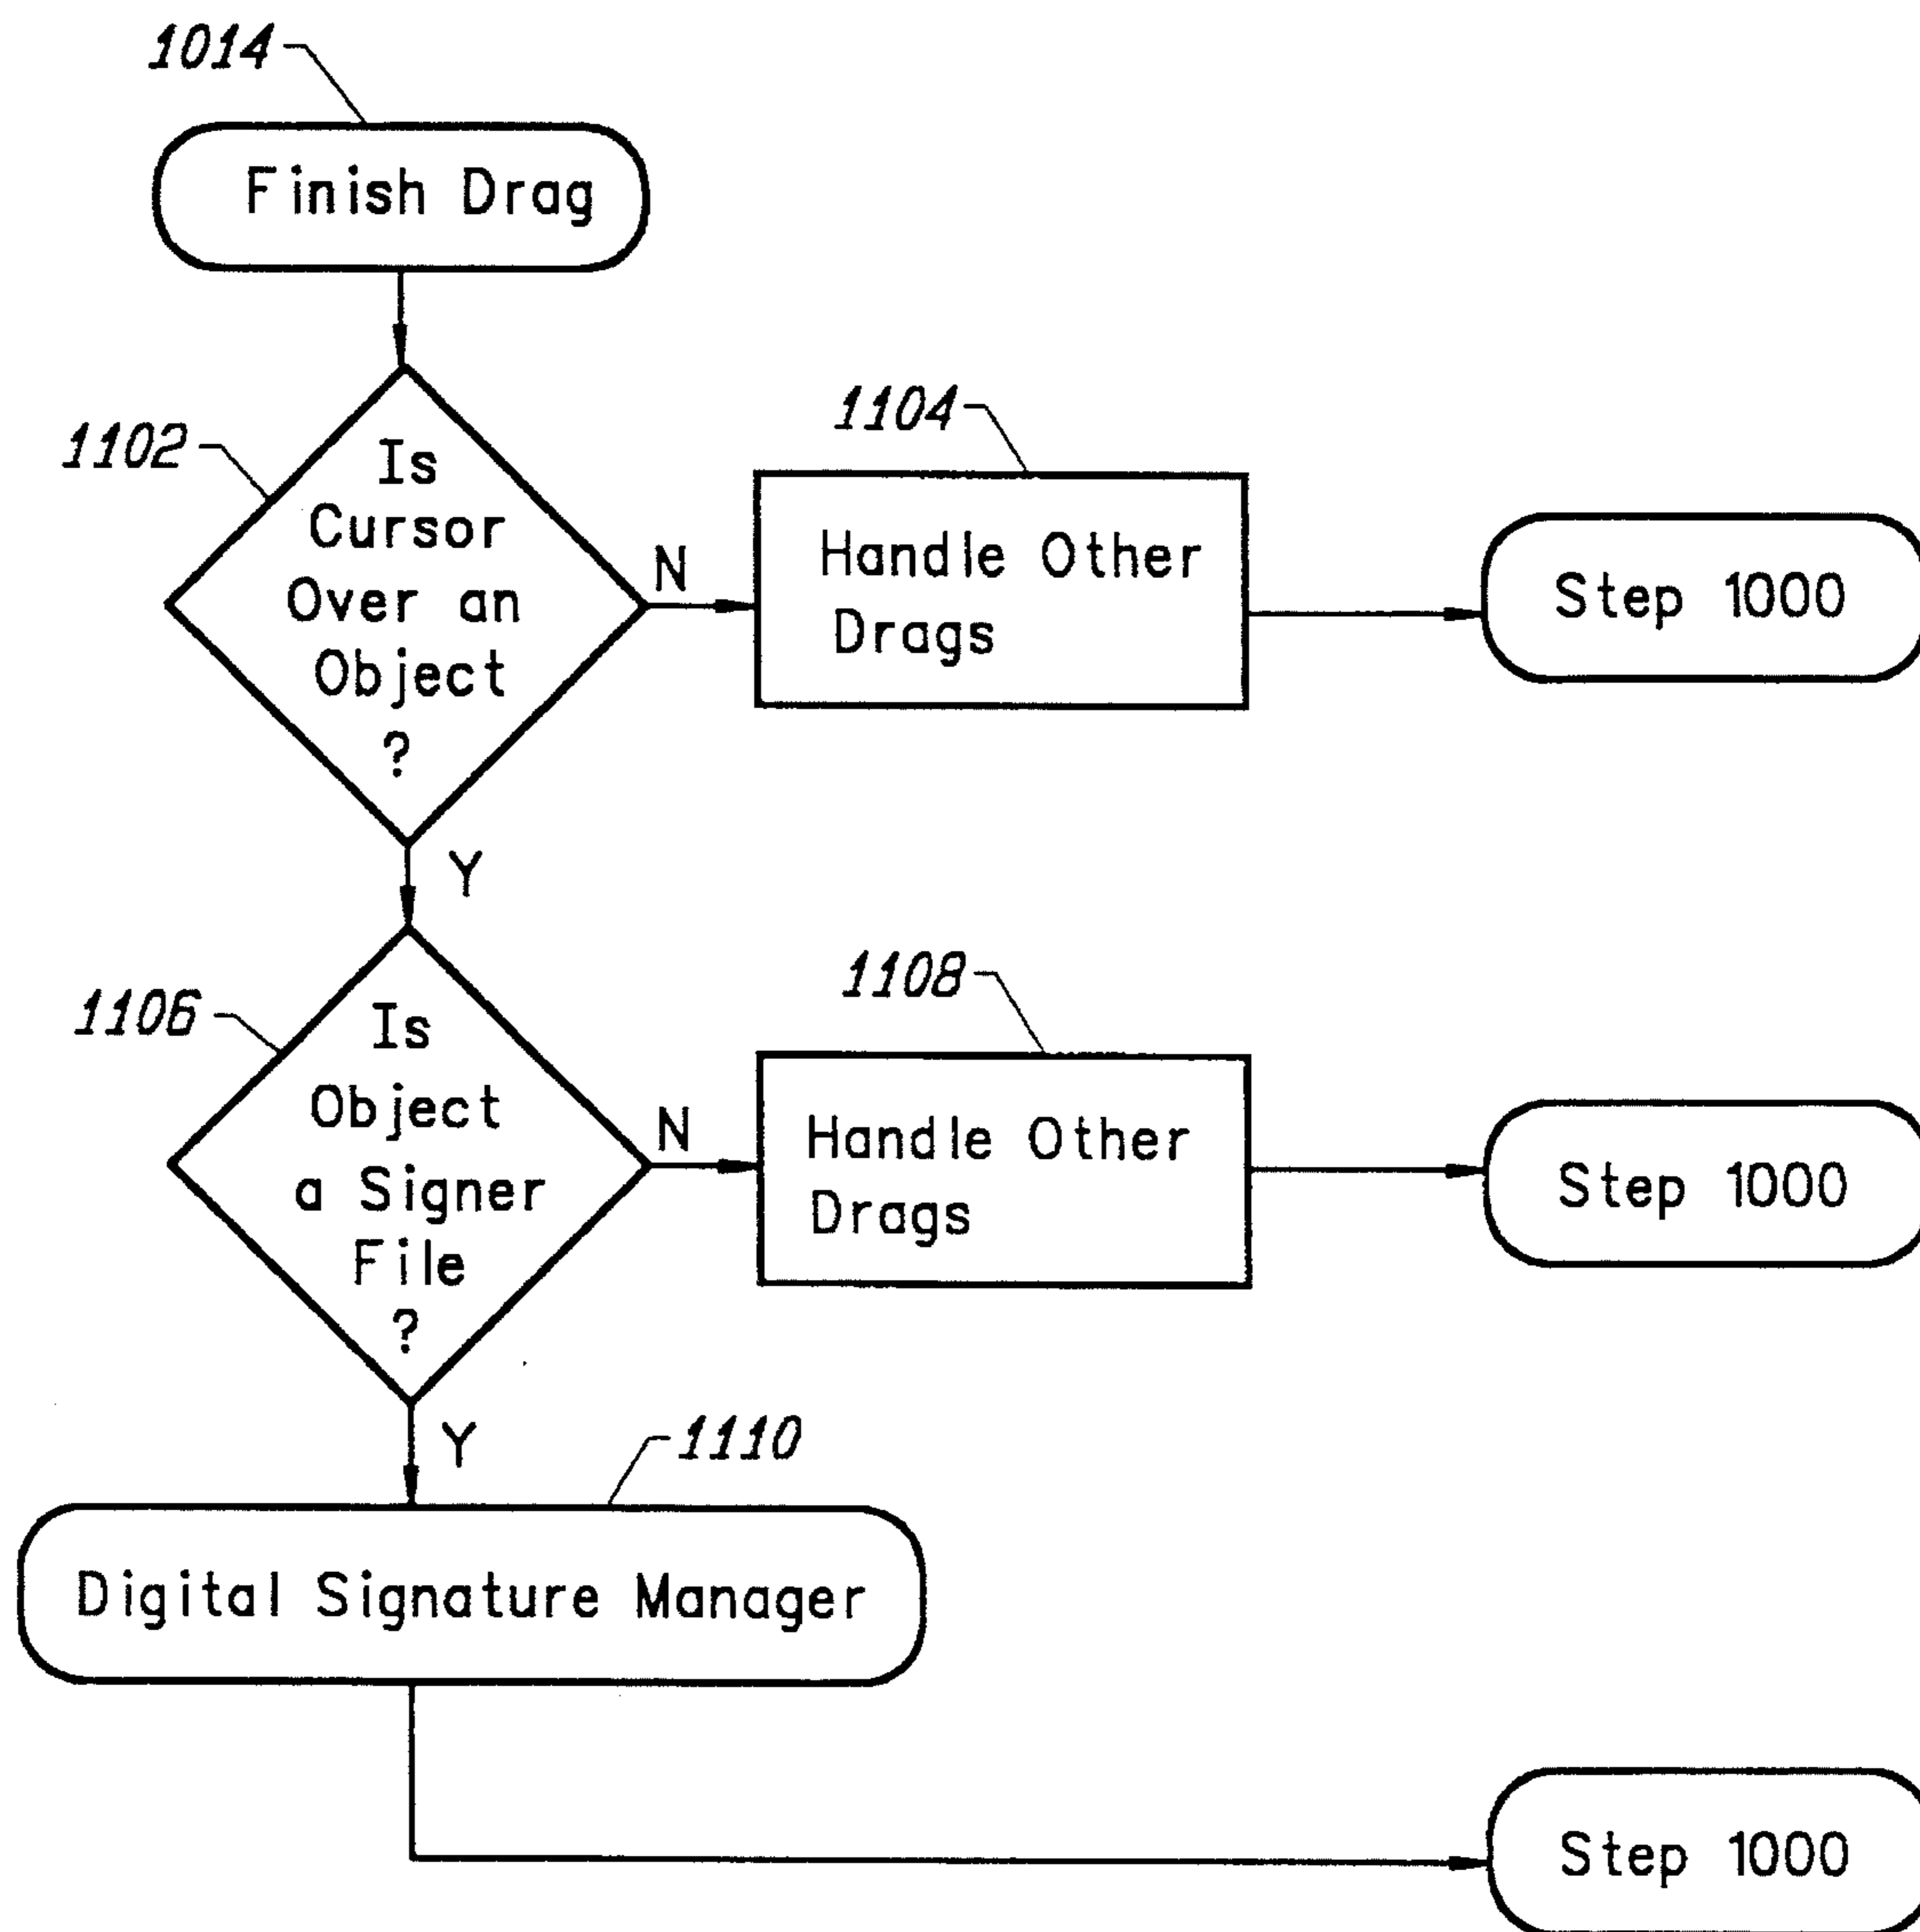 1014
Finish Drag
1102
Is
Cursor
Over an
Object
?
N
1104
Handle Other
Drags
Step 1000
Y
1106
Is
Object
a Signer
File
?
N
1108
Handle Other
Drags
Step 1000
Y
1110
Digital Signature Manager
Step 1000